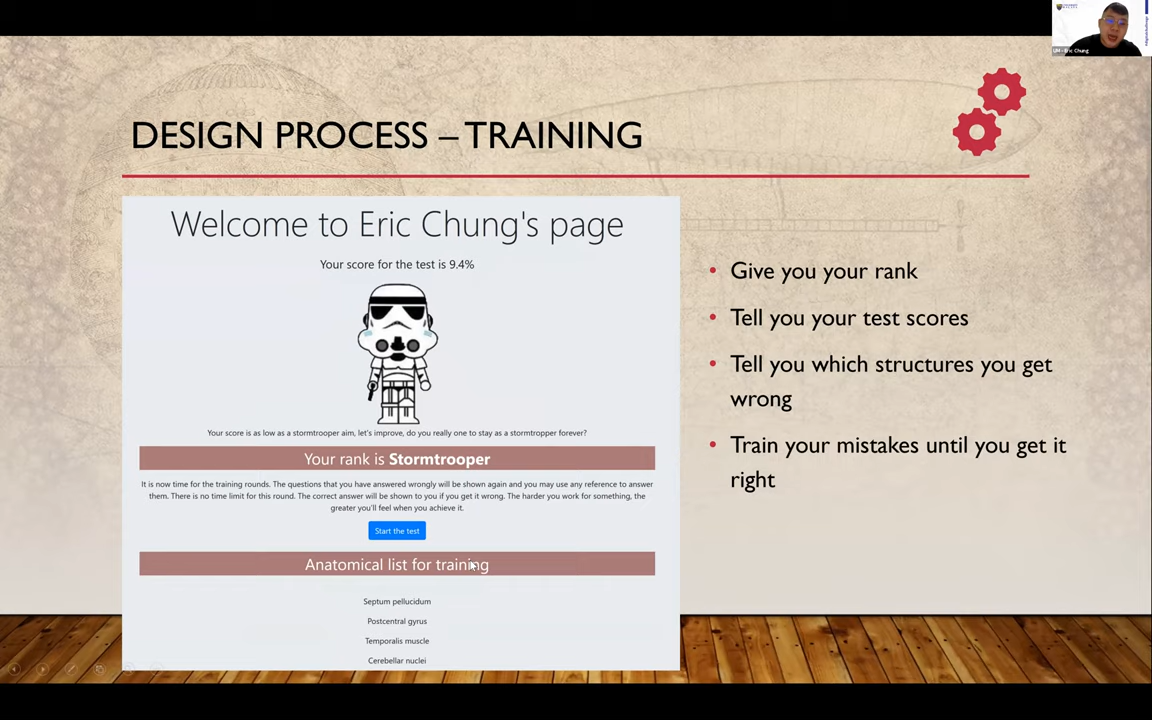 UM - Eric Chung
DESIGN PROCESS – TRAINING
Welcome to Eric Chung's page
Your score for the test is 9.4%
Your score is as low as a stormtrooper aim, let's improve, do you really one to stay as a stormtropper forever?
Your rank is Stormtrooper
It is now time for the training rounds. The questions that you have answered wrongly will be shown again and you may use any reference to answer
them. There is no time limit for this round. The correct answer will be shown to you if you get it wrong. The harder you work for something, the
greater you'll feel when you achieve it.
Start the test
Anatomical list for training
Septum pellucidum
Postcentral gyrus
Temporalis muscle
Cerebellar nuclei
Give you your rank
Tell you your test scores
Tell you which structures you get
wrong
Train your mistakes until you get it
right